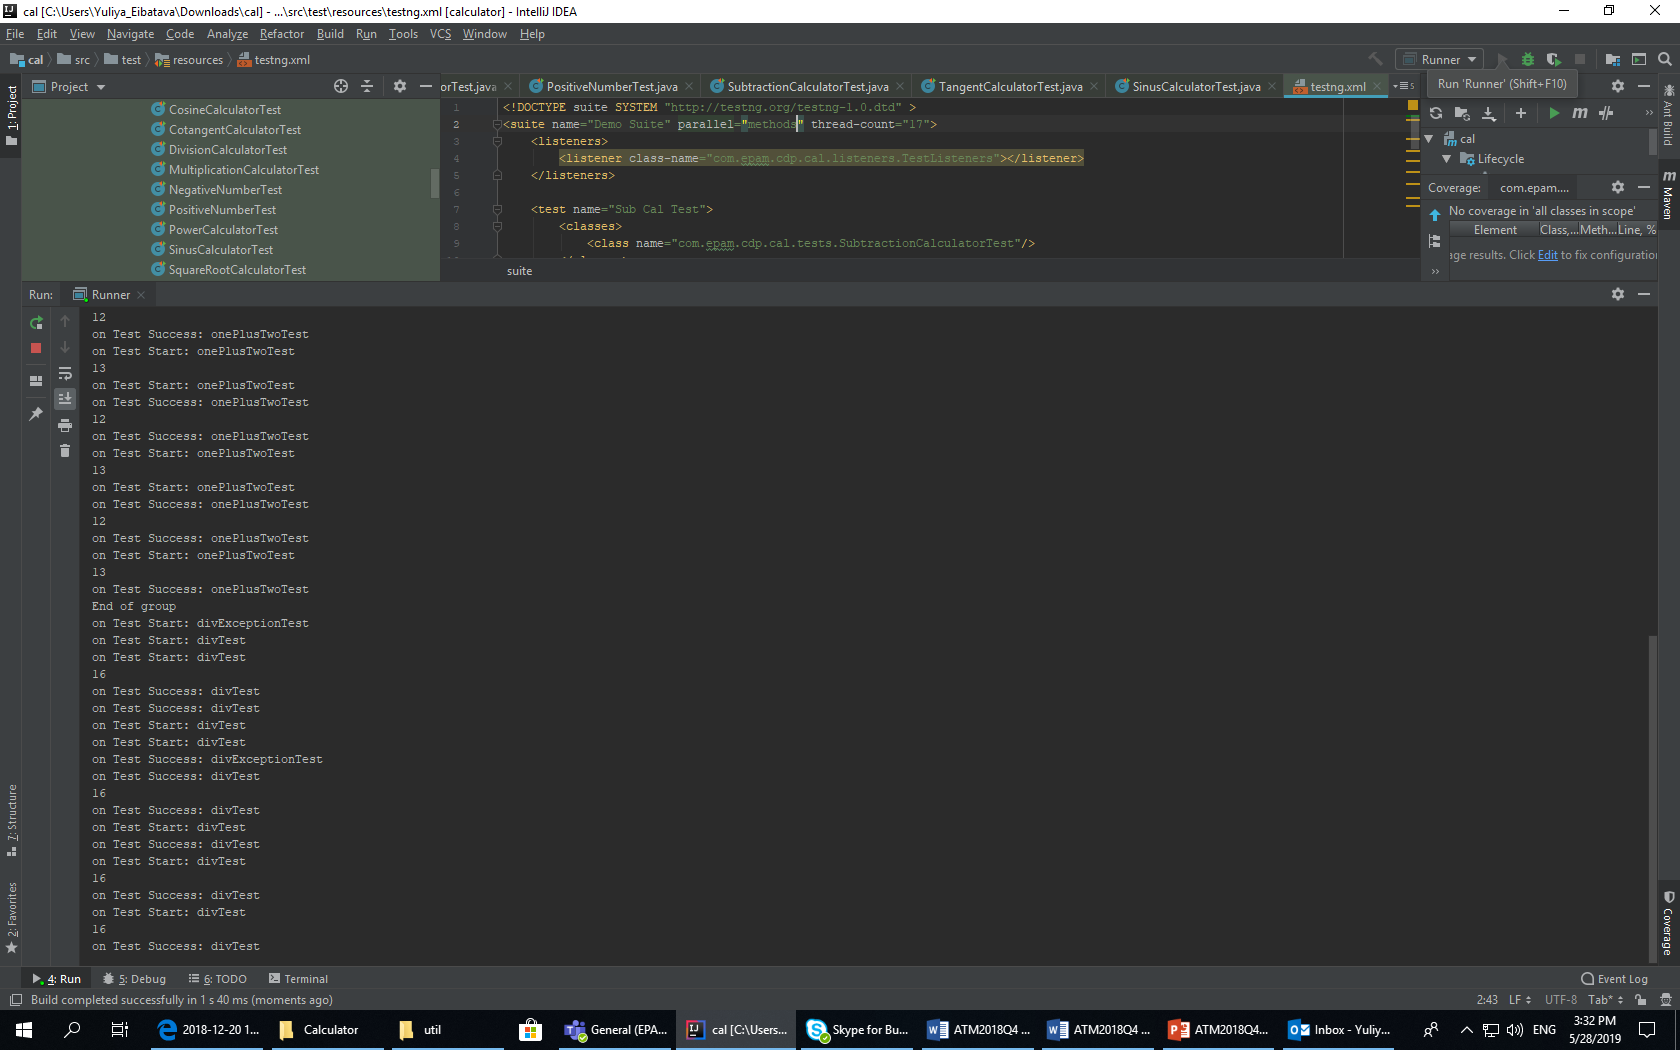 cal [C:\Users\Yuliya_Eibatava\Downloads\cal] - ...\src\test\resources\testng.xml [calculator] - IntelliJ IDEA
File Edit View Navigate Code Analyze Refactor Build Run Tools VCS Window Help
cal src test resources testng.xml Runner
Project orTest.java PositiveNumberTest.java SubtractionCalculatorTest.java TangentCalculatorTest.java SinusCalculatorTest.java testng.xml 5 Run 'Runner' (Shift+F10)
1: Project
CosineCalculatorTest
CotangentCalculatorTest
DivisionCalculatorTest
MultiplicationCalculatorTest
NegativeNumberTest
PositiveNumberTest
PowerCalculatorTest
SinusCalculatorTest
SquareRootCalculatorTest
1 <!DOCTYPE suite SYSTEM "http://testng.org/testng-1.0.dtd" >
2 <suite name="Demo Suite" parallel="methods" thread-count="17">
3 <listeners>
4 <listener class-name="com.epam.cdp.cal.listeners.TestListeners"></listener>
5 </listeners>
6
7 <test name="Sub Cal Test">
8 <classes>
9 <class name="com.epam.cdp.cal.tests.SubtractionCalculatorTest"/>
suite
cal
Lifecycle
Coverage: com.epam....
No coverage in 'all classes in scope'
Element Class,... Meth... Line, %
age results. Click Edit to fix configuration
Ant Build
Maven
Run: Runner
12
on Test Success: onePlusTwoTest
on Test Start: onePlusTwoTest
13
on Test Start: onePlusTwoTest
on Test Success: onePlusTwoTest
12
on Test Success: onePlusTwoTest
on Test Start: onePlusTwoTest
13
on Test Start: onePlusTwoTest
on Test Success: onePlusTwoTest
12
on Test Success: onePlusTwoTest
on Test Start: onePlusTwoTest
13
on Test Success: onePlusTwoTest
End of group
on Test Start: divExceptionTest
on Test Start: divTest
on Test Start: divTest
16
on Test Success: divTest
on Test Success: divTest
on Test Start: divTest
on Test Start: divTest
on Test Success: divExceptionTest
on Test Success: divTest
16
on Test Success: divTest
on Test Start: divTest
on Test Success: divTest
on Test Start: divTest
16
on Test Success: divTest
on Test Start: divTest
16
on Test Success: divTest
7: Structure
2: Favorites
Coverage
4: Run 5: Debug 6: TODO Terminal Event Log
Build completed successfully in 1 s 40 ms (moments ago) 2:43 LF UTF-8 Tab*
2018-12-20 1... Calculator util General (EPA... cal [C:\Users... Skype for Bu... ATM2018Q4 ... ATM2018Q4 ... ATM2018Q4... Inbox - Yuliy... ENG 3:32 PM
5/28/2019